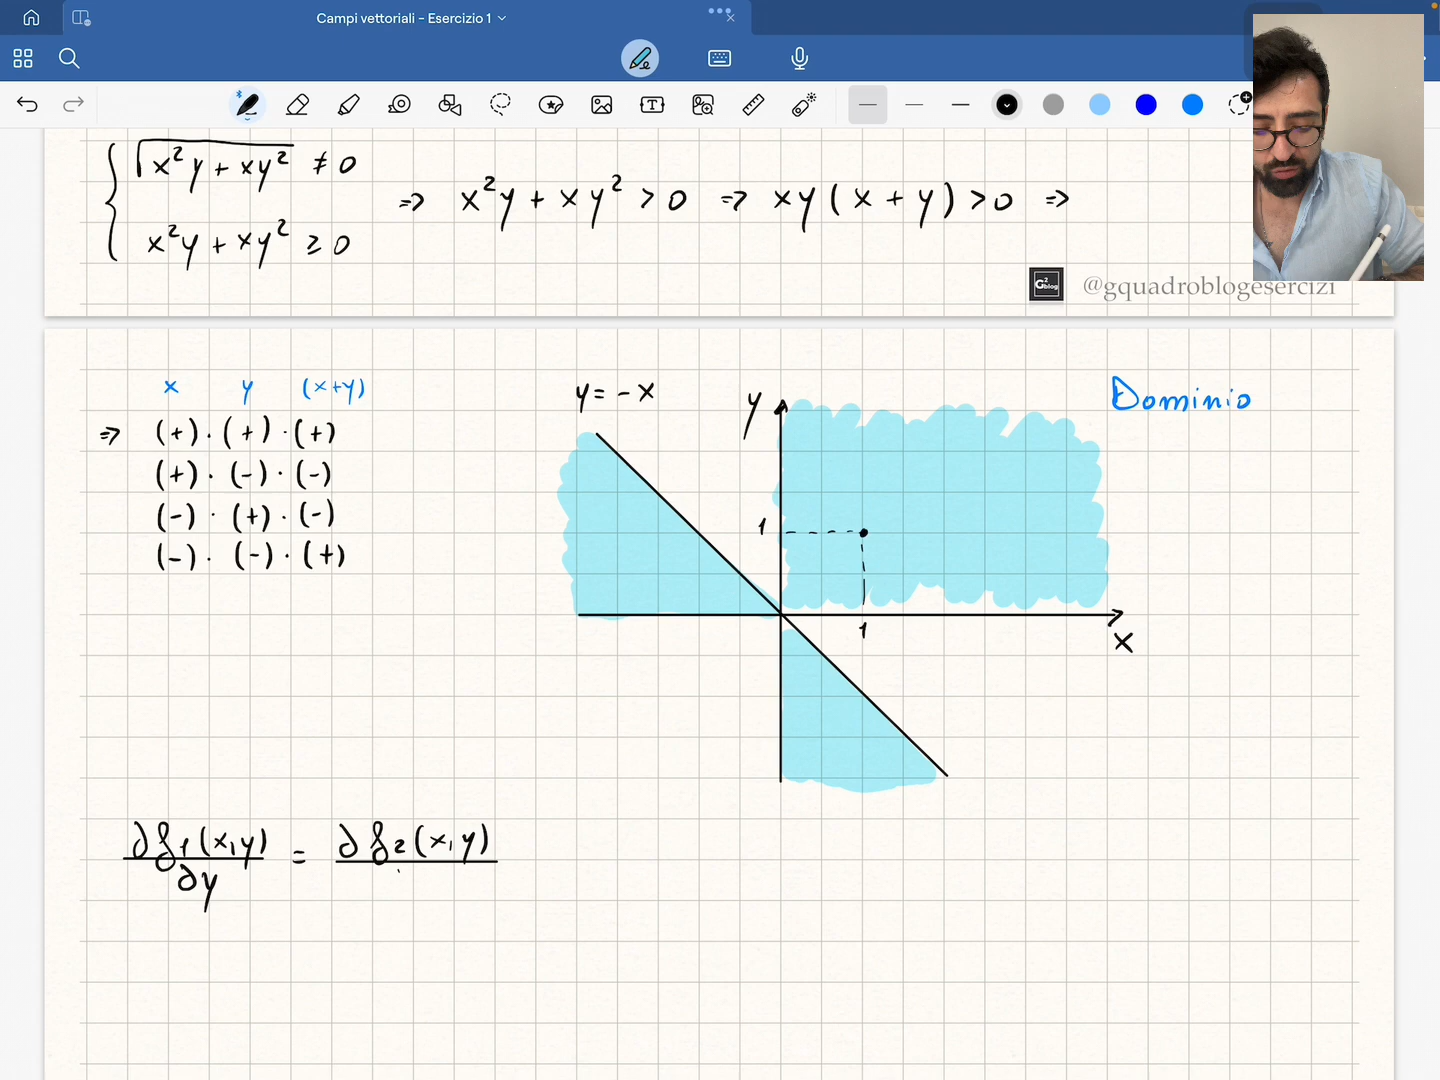 Campi vettoriali - Esercizio 1
√(x²y + xy²) ≠ 0
x²y + xy² ≥ 0
⇒ x²y + xy² > 0 ⇒ xy(x + y) > 0 ⇒
G²blog
@gquadroblogesercizi
x y (x+y)
⇒ (+)·(+)·(+)
(+)·(-)·(-)
(-)·(+)·(-)
(-)·(-)·(+)
y = -x
y
Dominio
1
1
x
∂f₁(x,y)/∂y = ∂f₂(x,y)